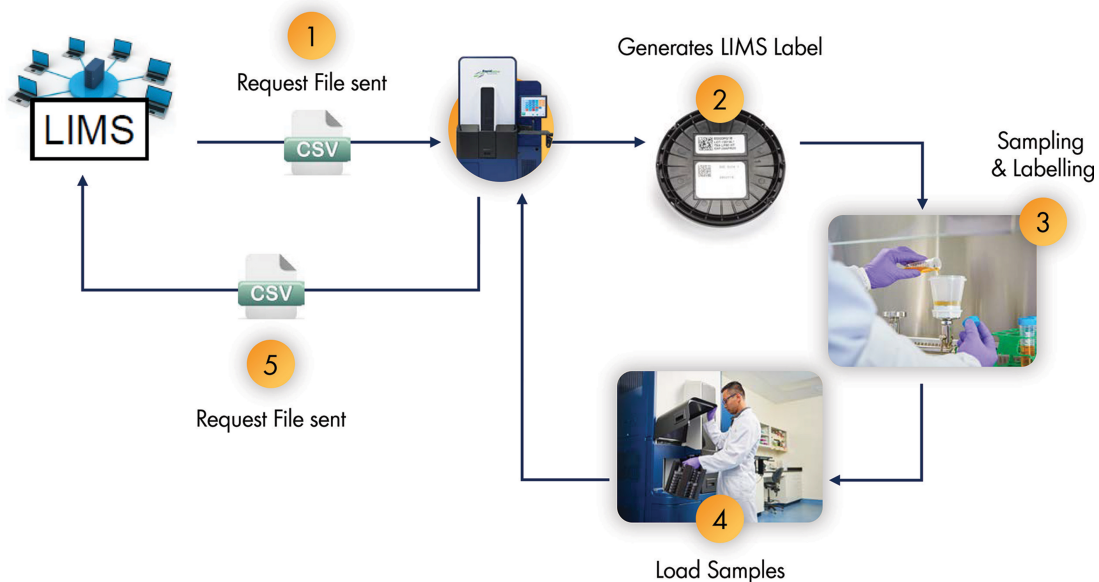 1
Request File sent
CSV
LIMS
Generates LIMS Label
2
Sampling
& Labelling
3
CSV
5
Request File sent
4
Load Samples